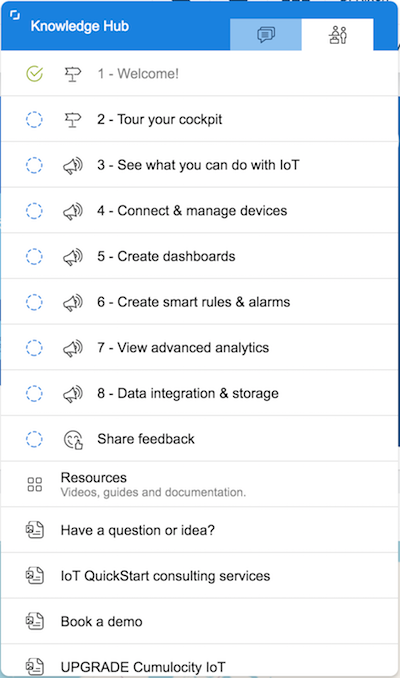 Knowledge Hub
1 - Welcome!
2 - Tour your cockpit
3 - See what you can do with IoT
4 - Connect & manage devices
5 - Create dashboards
6 - Create smart rules & alarms
7 - View advanced analytics
8 - Data integration & storage
Share feedback
Resources
Videos, guides and documentation.
Have a question or idea?
IoT QuickStart consulting services
Book a demo
UPGRADE Cumulocity IoT